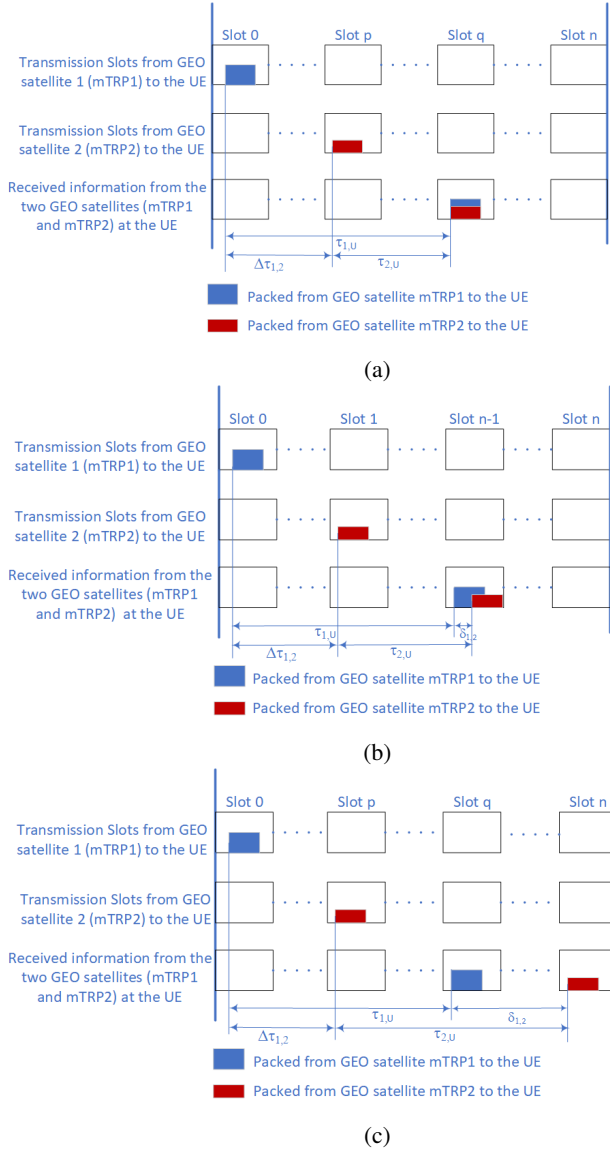 Slot 0 Slot p Slot q Slot n
Transmission Slots from GEO
satellite 1 (mTRP1) to the UE
Transmission Slots from GEO
satellite 2 (mTRP2) to the UE
Received information from the
two GEO satellites (mTRP1
and mTRP2) at the UE
τ1,U
Δτ1,2 τ2,U
Packed from GEO satellite mTRP1 to the UE
Packed from GEO satellite mTRP2 to the UE
(a)
Slot 0 Slot 1 Slot n-1 Slot n
Transmission Slots from GEO
satellite 1 (mTRP1) to the UE
Transmission Slots from GEO
satellite 2 (mTRP2) to the UE
Received information from the
two GEO satellites (mTRP1
and mTRP2) at the UE
τ1,U δ1,2
Δτ1,2 τ2,U
Packed from GEO satellite mTRP1 to the UE
Packed from GEO satellite mTRP2 to the UE
(b)
Slot 0 Slot p Slot q Slot n
Transmission Slots from GEO
satellite 1 (mTRP1) to the UE
Transmission Slots from GEO
satellite 2 (mTRP2) to the UE
Received information from the
two GEO satellites (mTRP1
and mTRP2) at the UE
τ1,U δ1,2
Δτ1,2 τ2,U
Packed from GEO satellite mTRP1 to the UE
Packed from GEO satellite mTRP2 to the UE
(c)